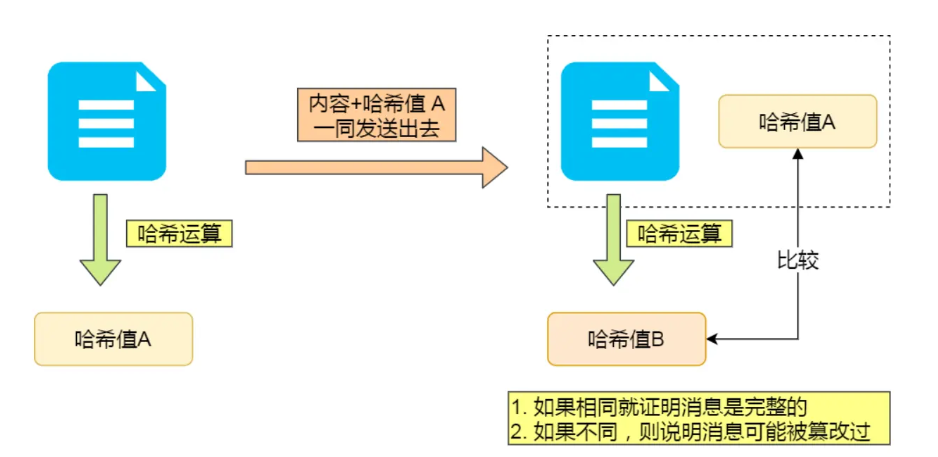 内容+哈希值 A
一同发送出去
哈希值A
哈希运算
哈希运算
比较
哈希值A
哈希值B
1. 如果相同就证明消息是完整的
2. 如果不同，则说明消息可能被篡改过